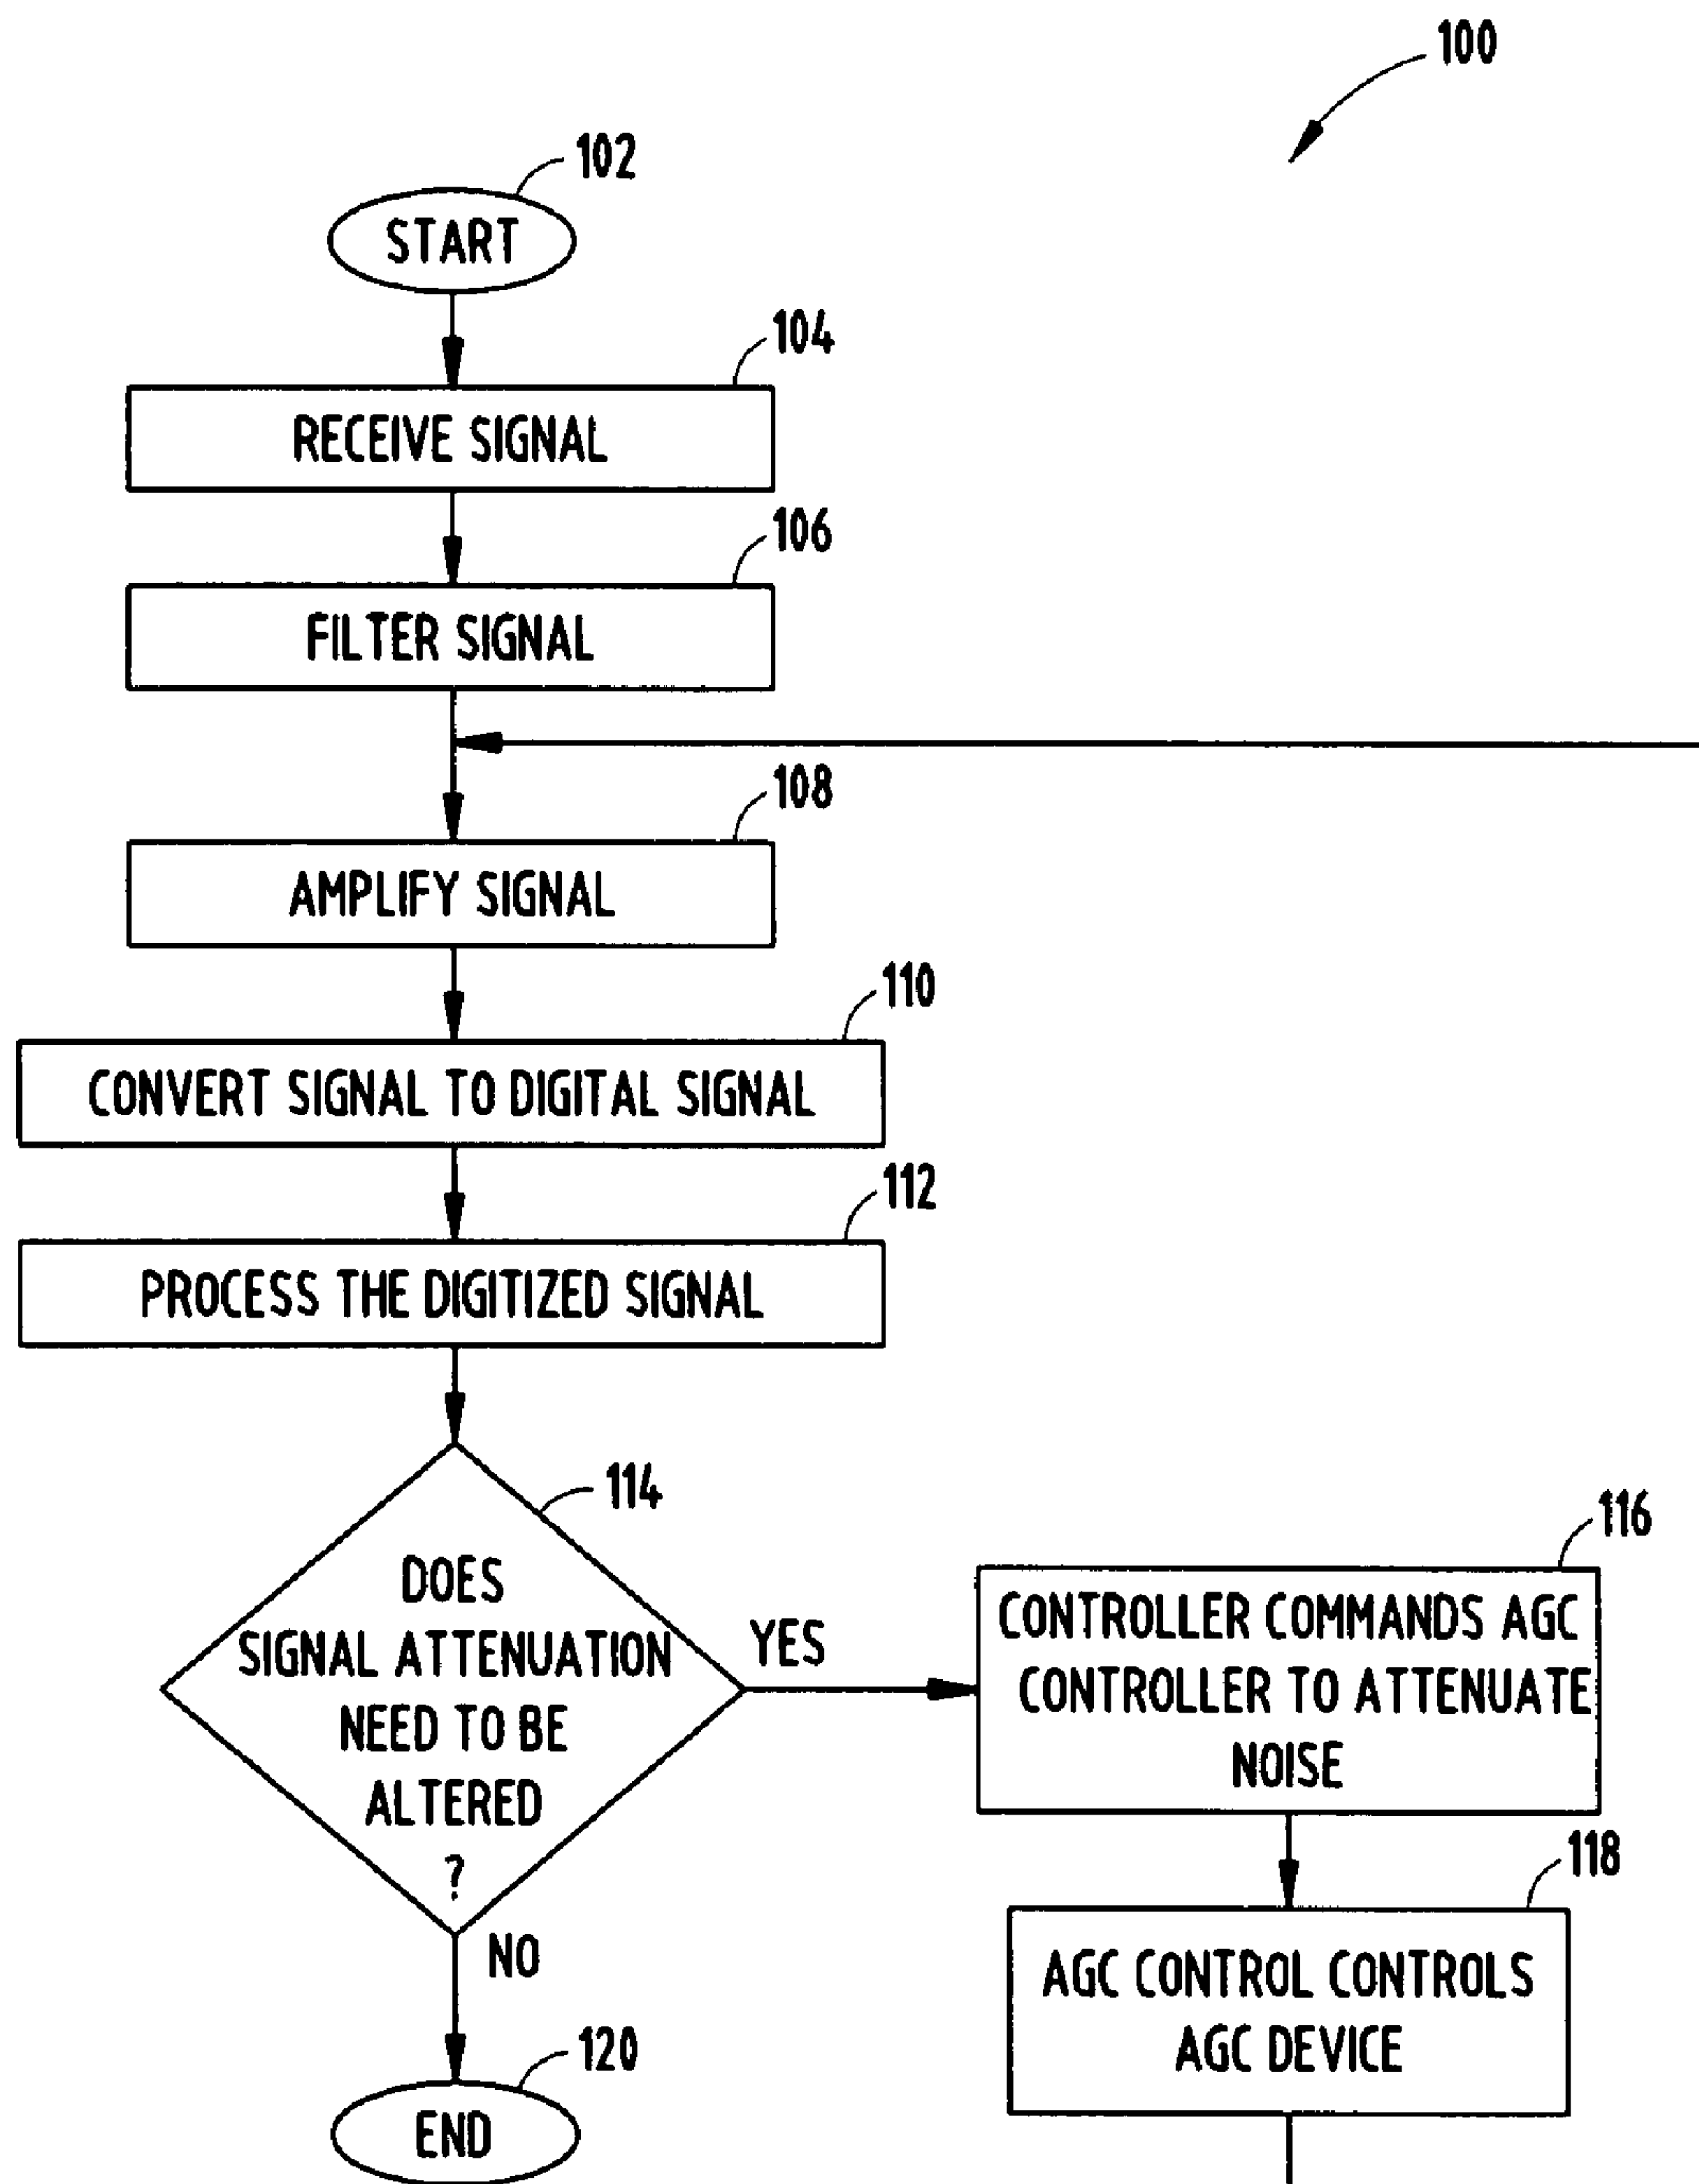 100
102
START
104
RECEIVE SIGNAL
106
FILTER SIGNAL
108
AMPLIFY SIGNAL
110
CONVERT SIGNAL TO DIGITAL SIGNAL
112
PROCESS THE DIGITIZED SIGNAL
114
DOES
SIGNAL ATTENUATION
NEED TO BE
ALTERED
?
YES
116
CONTROLLER COMMANDS AGC
CONTROLLER TO ATTENUATE
NOISE
118
AGC CONTROL CONTROLS
AGC DEVICE
NO
120
END